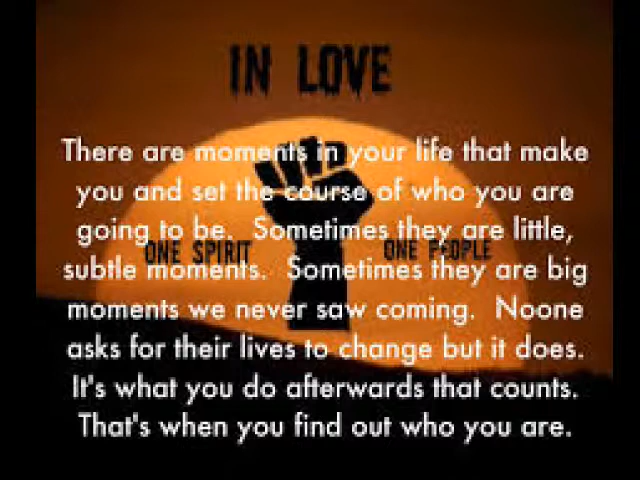 IN LOVE
There are moments in your life that make
you and set the course of who you are
going to be. Sometimes they are little,
ONE SPIRIT ONE PEOPLE
subtle moments. Sometimes they are big
moments we never saw coming. Noone
asks for their lives to change but it does.
It's what you do afterwards that counts.
That's when you find out who you are.